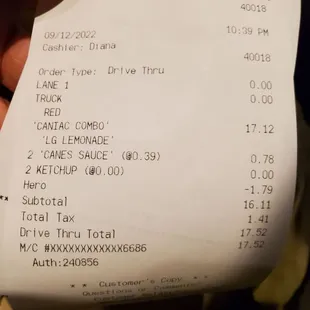 40018
09/12/2022 10:39 PM
Cashier: Diana
40018
Order Type: Drive Thru
LANE 1 0.00
TRUCK 0.00
RED
'CANIAC COMBO' 17.12
'LG LEMONADE'
2 'CANES SAUCE' (@0.39) 0.78
2 KETCHUP (@0.00) 0.00
Hero -1.79
Subtotal 16.11
Total Tax 1.41
Drive Thru Total 17.52
M/C #XXXXXXXXXXXX6686 17.52
Auth:240856
* * Customer's Copy * *
Questions or Comments